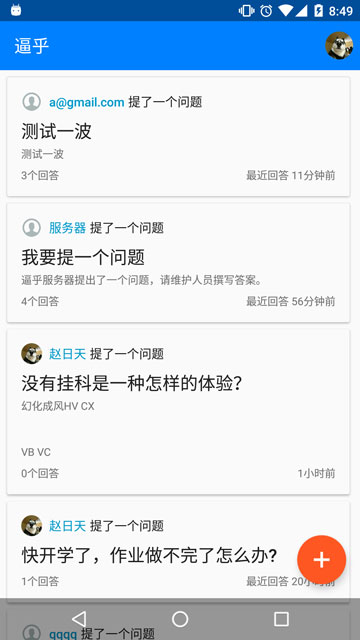 8:49
逼乎
a@gmail.com 提了一个问题
测试一波
测试一波
3个回答 最近回答 11分钟前
服务器 提了一个问题
我要提一个问题
逼乎服务器提出了一个问题，请维护人员撰写答案。
4个回答 最近回答 56分钟前
赵日天 提了一个问题
没有挂科是一种怎样的体验?
幻化成风HV CX
VB VC
0个回答 1小时前
赵日天 提了一个问题
快开学了，作业做不完了怎么办?
1个回答 最近回答 20小时前
qqqq 提了一个问题